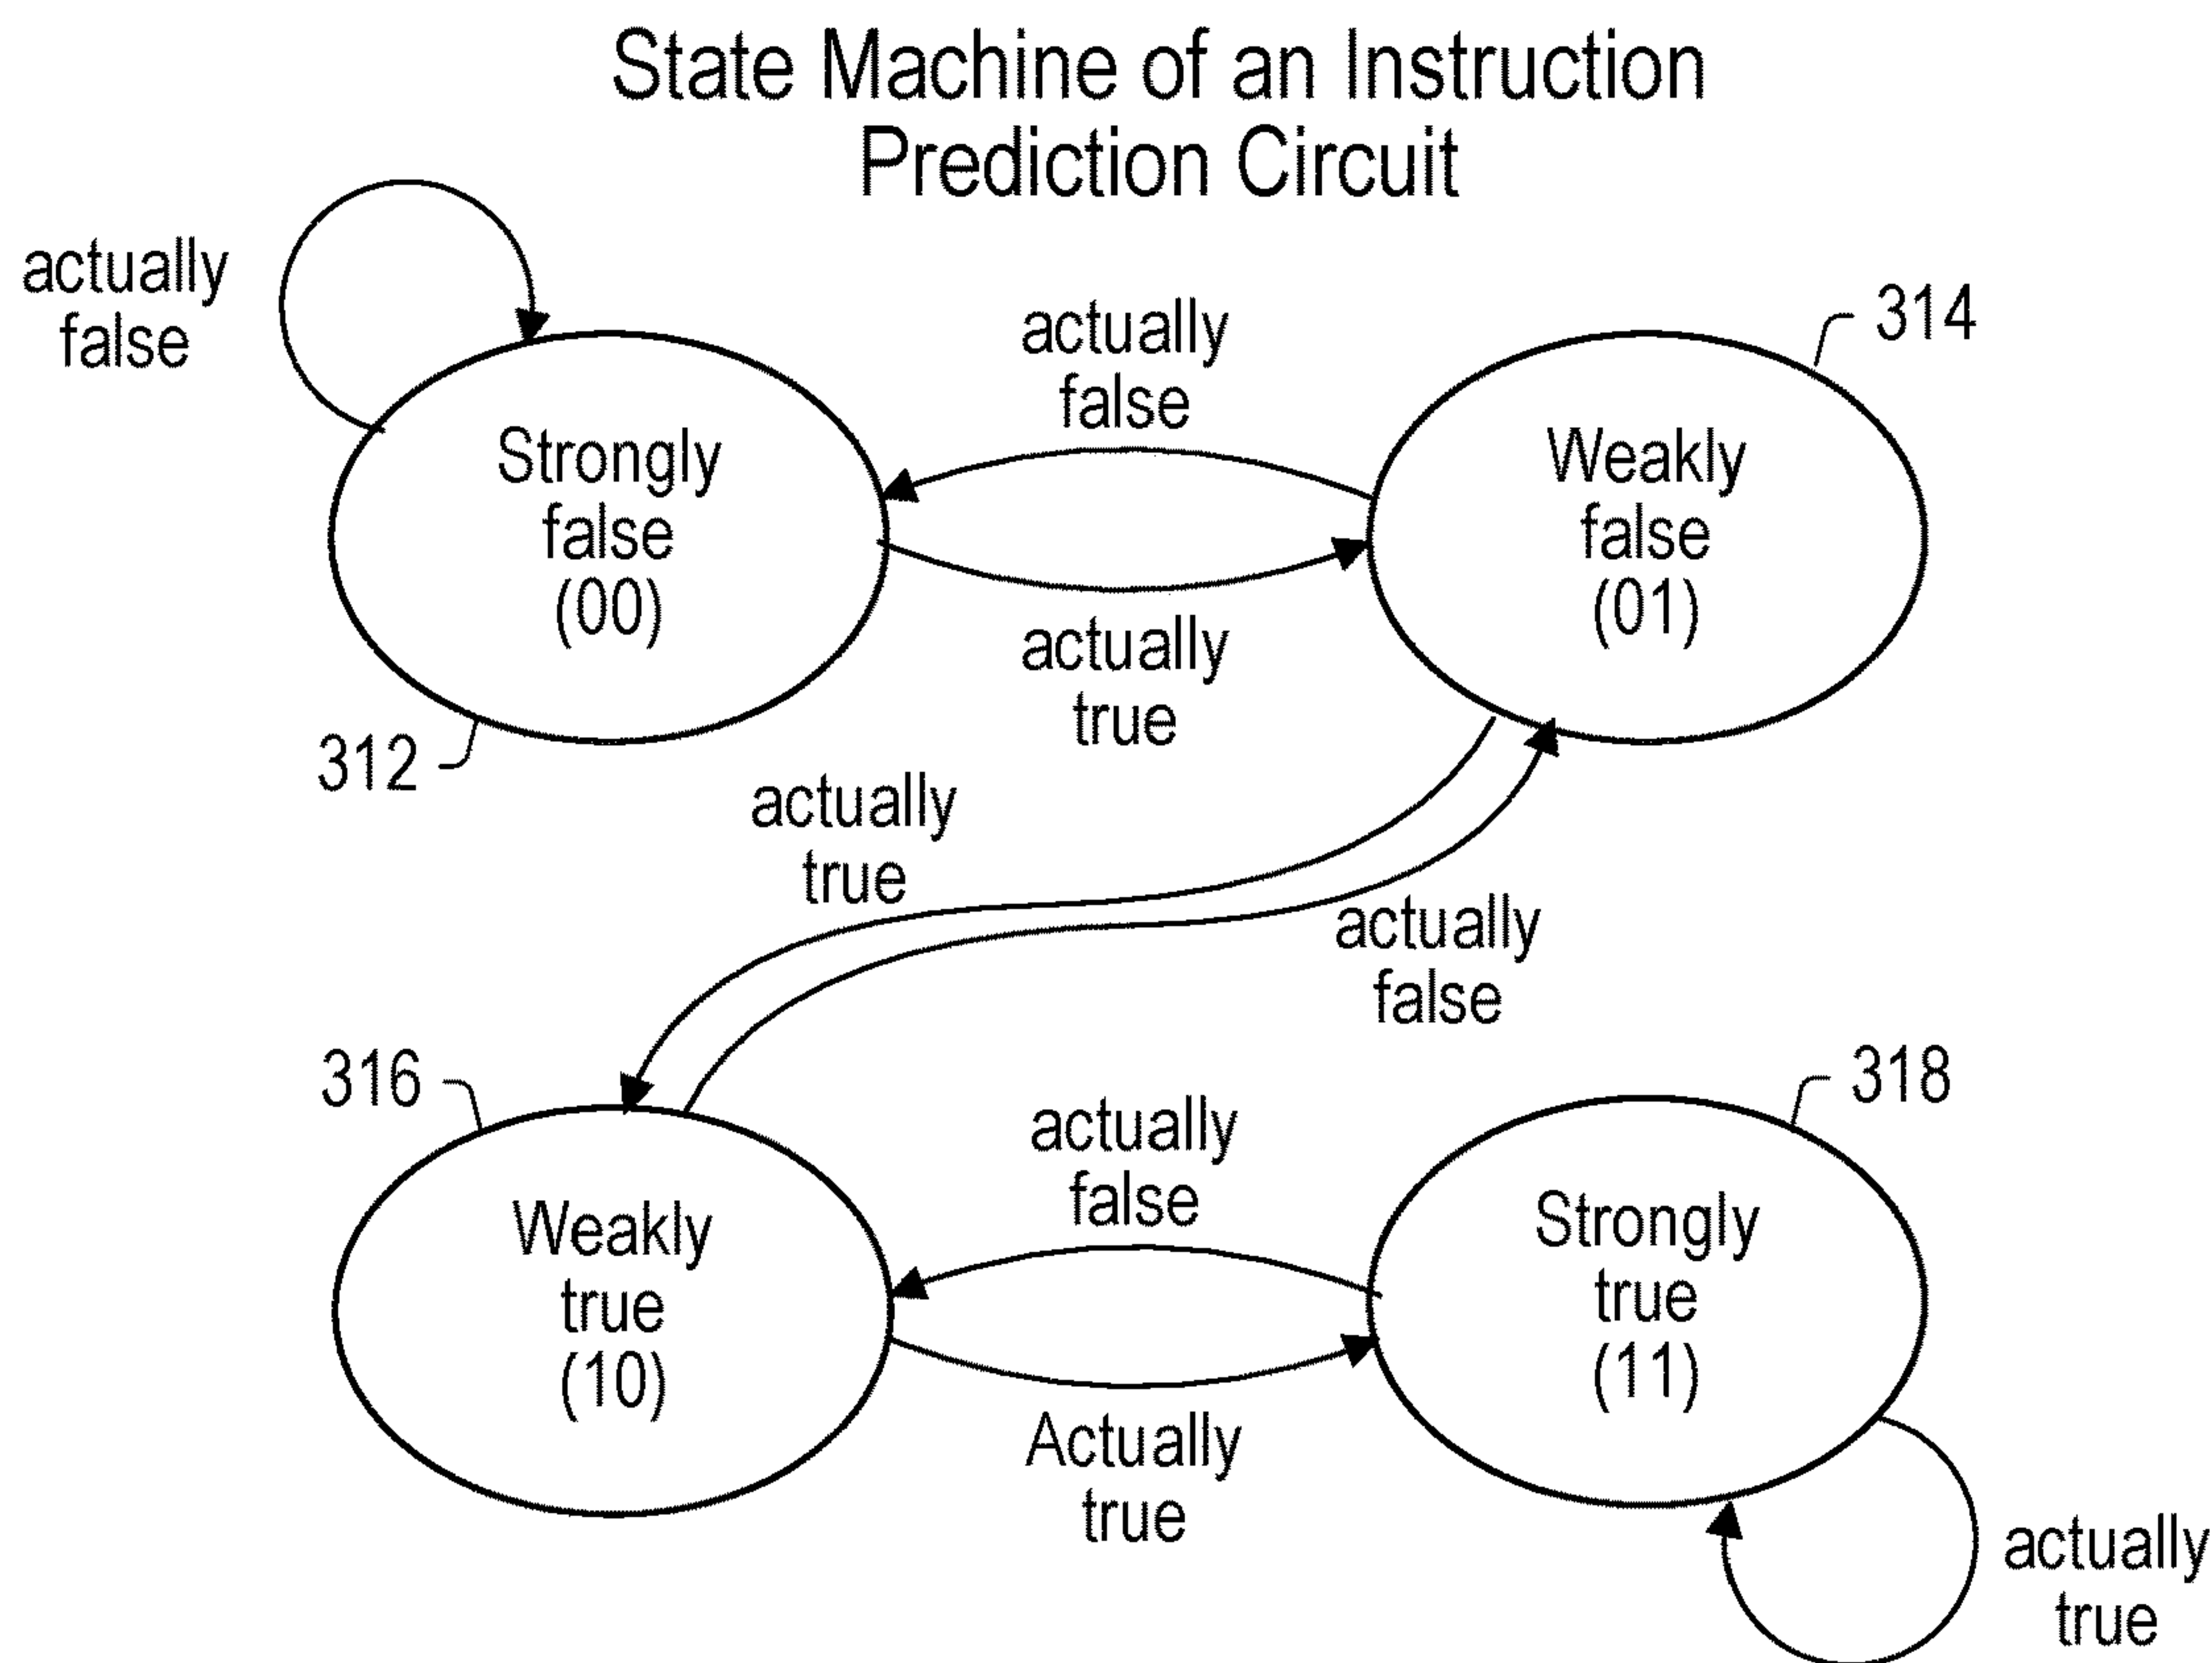 State Machine of an Instruction
Prediction Circuit
actually
false
actually
false
314
Strongly
false
(00)
Weakly
false
(01)
actually
true
312
actually
true
actually
false
316
318
actually
false
Weakly
true
(10)
Strongly
true
(11)
Actually
true
actually
true